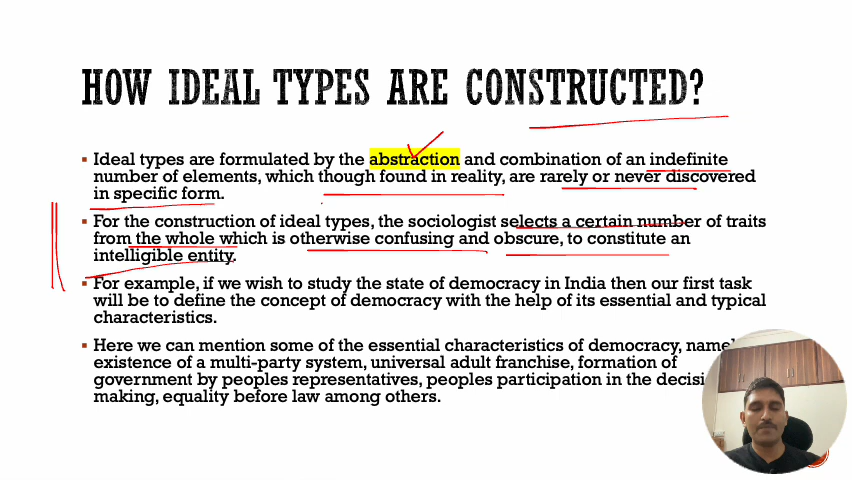 HOW IDEAL TYPES ARE CONSTRUCTED?
▪ Ideal types are formulated by the abstraction and combination of an indefinite
number of elements, which though found in reality, are rarely or never discovered
in specific form.
▪ For the construction of ideal types, the sociologist selects a certain number of traits
from the whole which is otherwise confusing and obscure, to constitute an
intelligible entity.
▪ For example, if we wish to study the state of democracy in India then our first task
will be to define the concept of democracy with the help of its essential and typical
characteristics.
▪ Here we can mention some of the essential characteristics of democracy,
existence of a multi-party system, universal adult franchise, formation of
government by peoples representatives, peoples participation in the
making, equality before law among others.